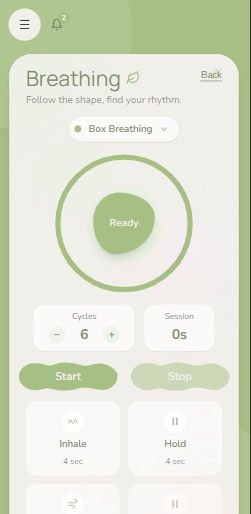 2
Breathing
Back
Follow the shape, find your rhythm.
Box Breathing
Ready
Cycles
Session
− 6 +
0s
Start
Stop
Inhale
Hold
4 sec
4 sec